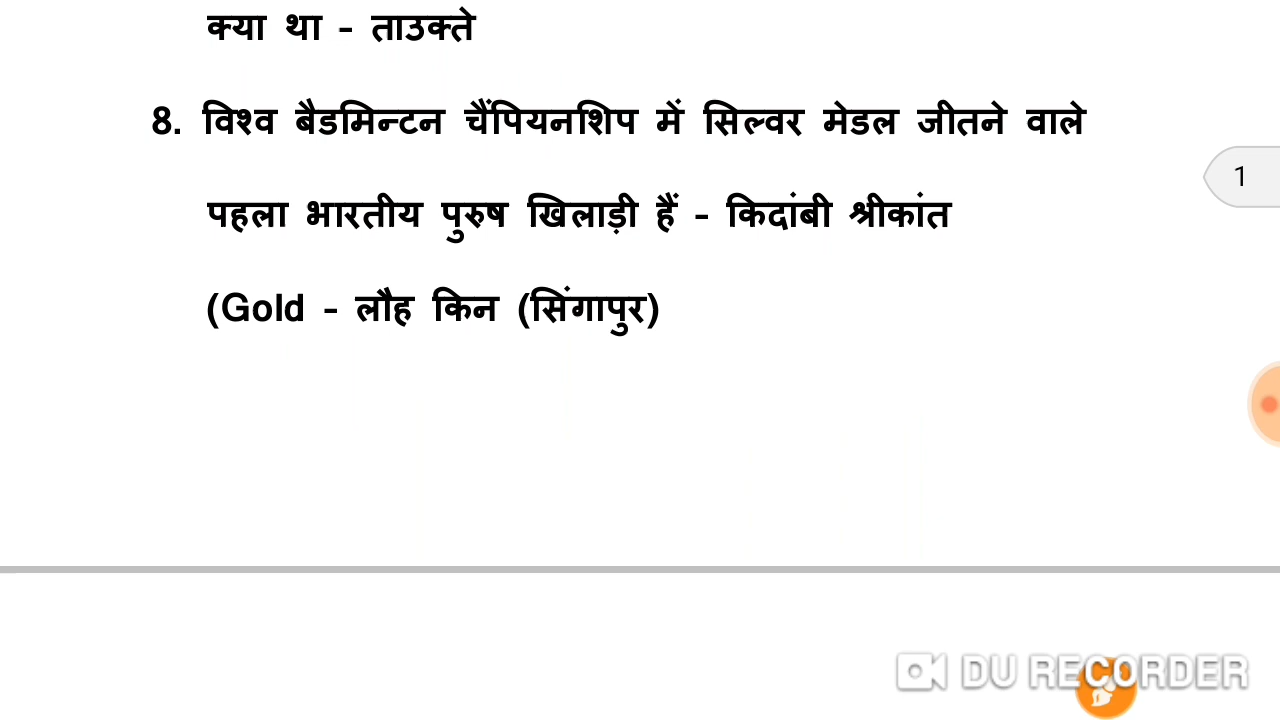 क्या था - ताउक्ते
8. विश्व बैडमिन्टन चैंपियनशिप में सिल्वर मेडल जीतने वाले
पहला भारतीय पुरुष खिलाड़ी हैं - किदांबी श्रीकांत
1
(Gold - लौह किन (सिंगापुर)
DU RECORDER